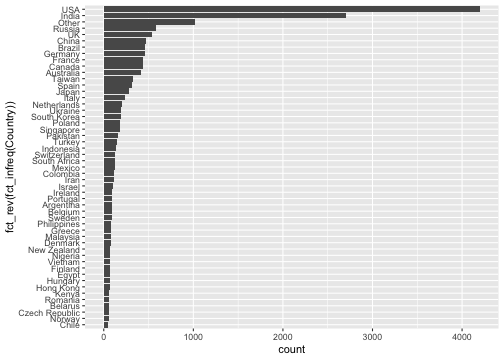 USA
India
Other
Russia
UK
China
Brazil
Germany
France
Canada
Australia
Taiwan
Spain
Japan
Italy
Netherlands
Ukraine
South Korea
Poland
Singapore
Pakistan
Turkey
Indonesia
Switzerland
South Africa
Mexico
Colombia
Iran
Israel
Ireland
Portugal
Argentina
Belgium
Sweden
Philippines
Greece
Malaysia
Denmark
New Zealand
Nigeria
Vietnam
Finland
Egypt
Hungary
Hong Kong
Kenya
Romania
Belarus
Czech Republic
Norway
Chile
fct_rev(fct_infreq(Country))
0 1000 2000 3000 4000
count